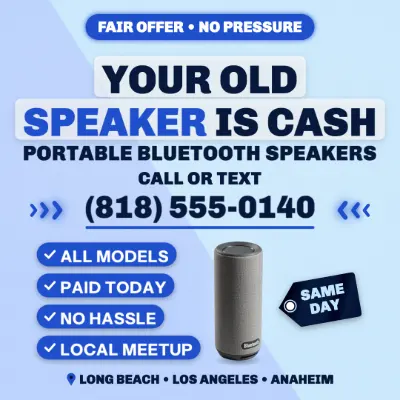 FAIR OFFER • NO PRESSURE
YOUR OLD
SPEAKER IS CASH
PORTABLE BLUETOOTH SPEAKERS
CALL OR TEXT
(818) 555-0140
ALL MODELS
PAID TODAY
NO HASSLE
LOCAL MEETUP
SAME
DAY
LONG BEACH • LOS ANGELES • ANAHEIM